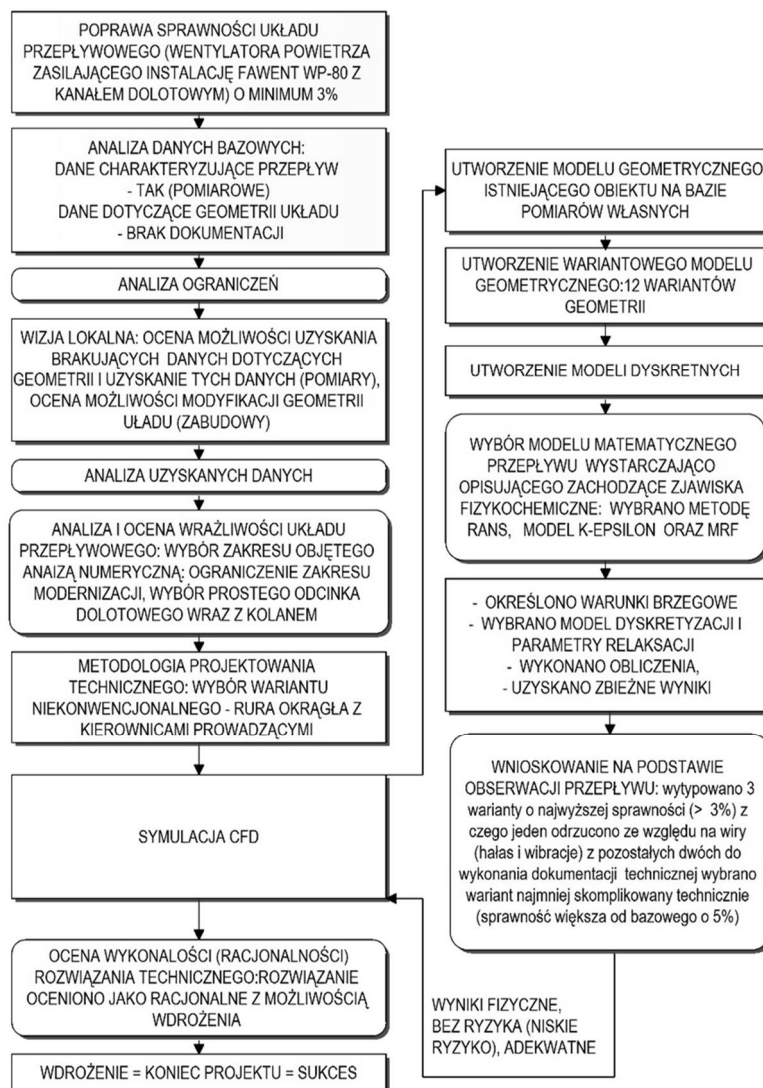 POPRAWA SPRAWNOŚCI UKŁADU
PRZEPŁYWOWEGO (WENTYLATORA POWIETRZA
ZASILAJĄCEGO INSTALACJĘ FAWENT WP-80 Z
KANAŁEM DOLOTOWYM) O MINIMUM 3%
ANALIZA DANYCH BAZOWYCH:
DANE CHARAKTERYZUJĄCE PRZEPŁYW
- TAK (POMIAROWE)
DANE DOTYCZĄCE GEOMETRII UKŁADU
- BRAK DOKUMENTACJI
ANALIZA OGRANICZEŃ
WIZJA LOKALNA: OCENA MOŻLIWOŚCI UZYSKANIA
BRAKUJĄCYCH DANYCH DOTYCZĄCYCH
GEOMETRII I UZYSKANIE TYCH DANYCH (POMIARY),
OCENA MOŻLIWOŚCI MODYFIKACJI GEOMETRII
UŁADU (ZABUDOWY)
ANALIZA UZYSKANYCH DANYCH
ANALIZA I OCENA WRAŻLIWOŚCI UKŁADU
PRZEPŁYWOWEGO: WYBÓR ZAKRESU OBJĘTEGO
ANAIZĄ NUMERYCZNĄ: OGRANICZENIE ZAKRESU
MODERNIZACJI, WYBÓR PROSTEGO ODCINKA
DOLOTOWEGO WRAZ Z KOLANEM
METODOLOGIA PROJEKTOWANIA
TECHNICZNEGO: WYBÓR WARIANTU
NIEKONWENCJONALNEGO - RURA OKRĄGŁA Z
KIEROWNICAMI PROWADZĄCYMI
SYMULACJA CFD
OCENA WYKONALOŚCI (RACJONALNOŚCI)
ROZWIĄZANIA TECHNICZNEGO:ROZWIĄZANIE
OCENIONO JAKO RACJONALNE Z MOŻLIWOŚCIĄ
WDROŻENIA
WDROŻENIE = KONIEC PROJEKTU = SUKCES
UTWORZENIE MODELU GEOMETRYCZNEGO
ISTNIEJĄCEGO OBIEKTU NA BAZIE
POMIARÓW WŁASNYCH
UTWORZENIE WARIANTOWEGO MODELU
GEOMETRYCZNEGO:12 WARIANTÓW
GEOMETRII
UTWORZENIE MODELI DYSKRETNYCH
WYBÓR MODELU MATEMATYCZNEGO
PRZEPŁYWU WYSTARCZAJĄCO
OPISUJĄCEGO ZACHODZĄCE ZJAWISKA
FIZYKOCHEMICZNE: WYBRANO METODĘ
RANS, MODEL K-EPSILON ORAZ MRF
- OKREŚLONO WARUNKI BRZEGOWE
- WYBRANO MODEL DYSKRETYZACJI I
PARAMETRY RELAKSACJI
- WYKONANO OBLICZENIA,
- UZYSKANO ZBIEŻNE WYNIKI
WNIOSKOWANIE NA PODSTAWIE
OBSERWACJI PRZEPŁYWU: wytypowano 3
warianty o najwyższej sprawności (> 3%) z
czego jeden odrzucono ze względu na wiry
(hałas i wibracje) z pozostałych dwóch do
wykonania dokumentacji technicznej wybrano
wariant najmniej skomplikowany technicznie
(sprawność większa od bazowego o 5%)
WYNIKI FIZYCZNE,
BEZ RYZYKA (NISKIE
RYZYKO), ADEKWATNE